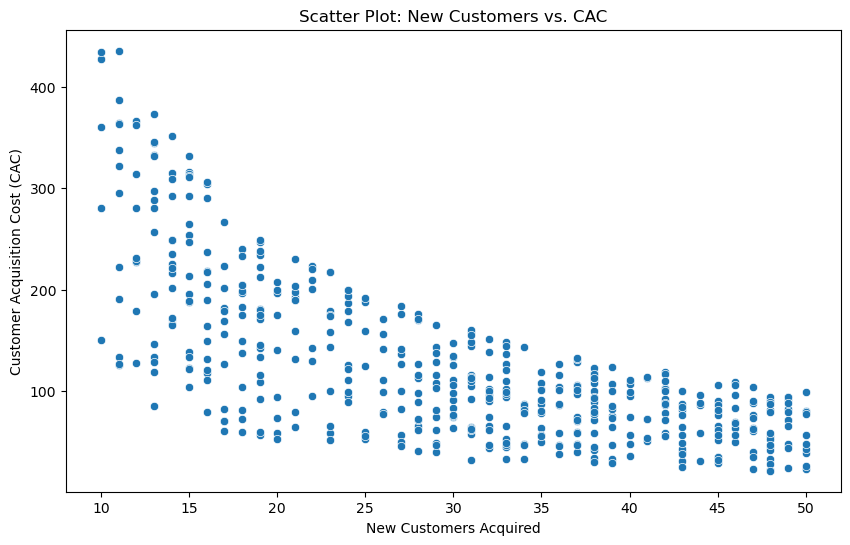 Scatter Plot: New Customers vs. CAC
Customer Acquisition Cost (CAC)
400
300
200
100
10 15 20 25 30 35 40 45 50
New Customers Acquired